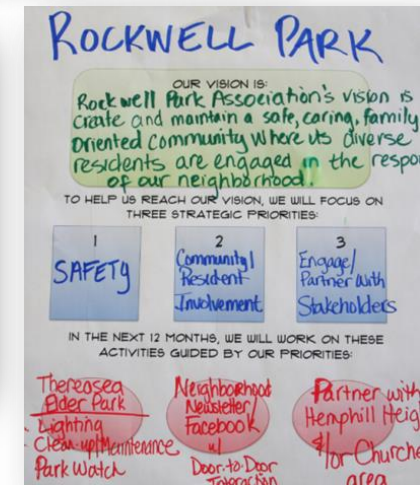 ROCKWELL PARK
OUR VISION IS:
Rockwell Park Association's vision is
create and maintain a safe, caring, family
Oriented community where its diverse
residents are engaged in the respo
of our neighborhood.
TO HELP US REACH OUR VISION, WE WILL FOCUS ON
THREE STRATEGIC PRIORITIES:
1
SAFETY
2
Community/
Resident
Involvement
3
Engage/
Partner with
Stakeholders
IN THE NEXT 12 MONTHS, WE WILL WORK ON THESE
ACTIVITIES GUIDED BY OUR PRIORITIES:
Elder Park
Lighting
Clean-up/
Park Watch
Neighborhood
Newsletter/
Facebook
w/
Door-to-Door
Interaction
Partner with
Hemphill Heig
&/or Churche
area